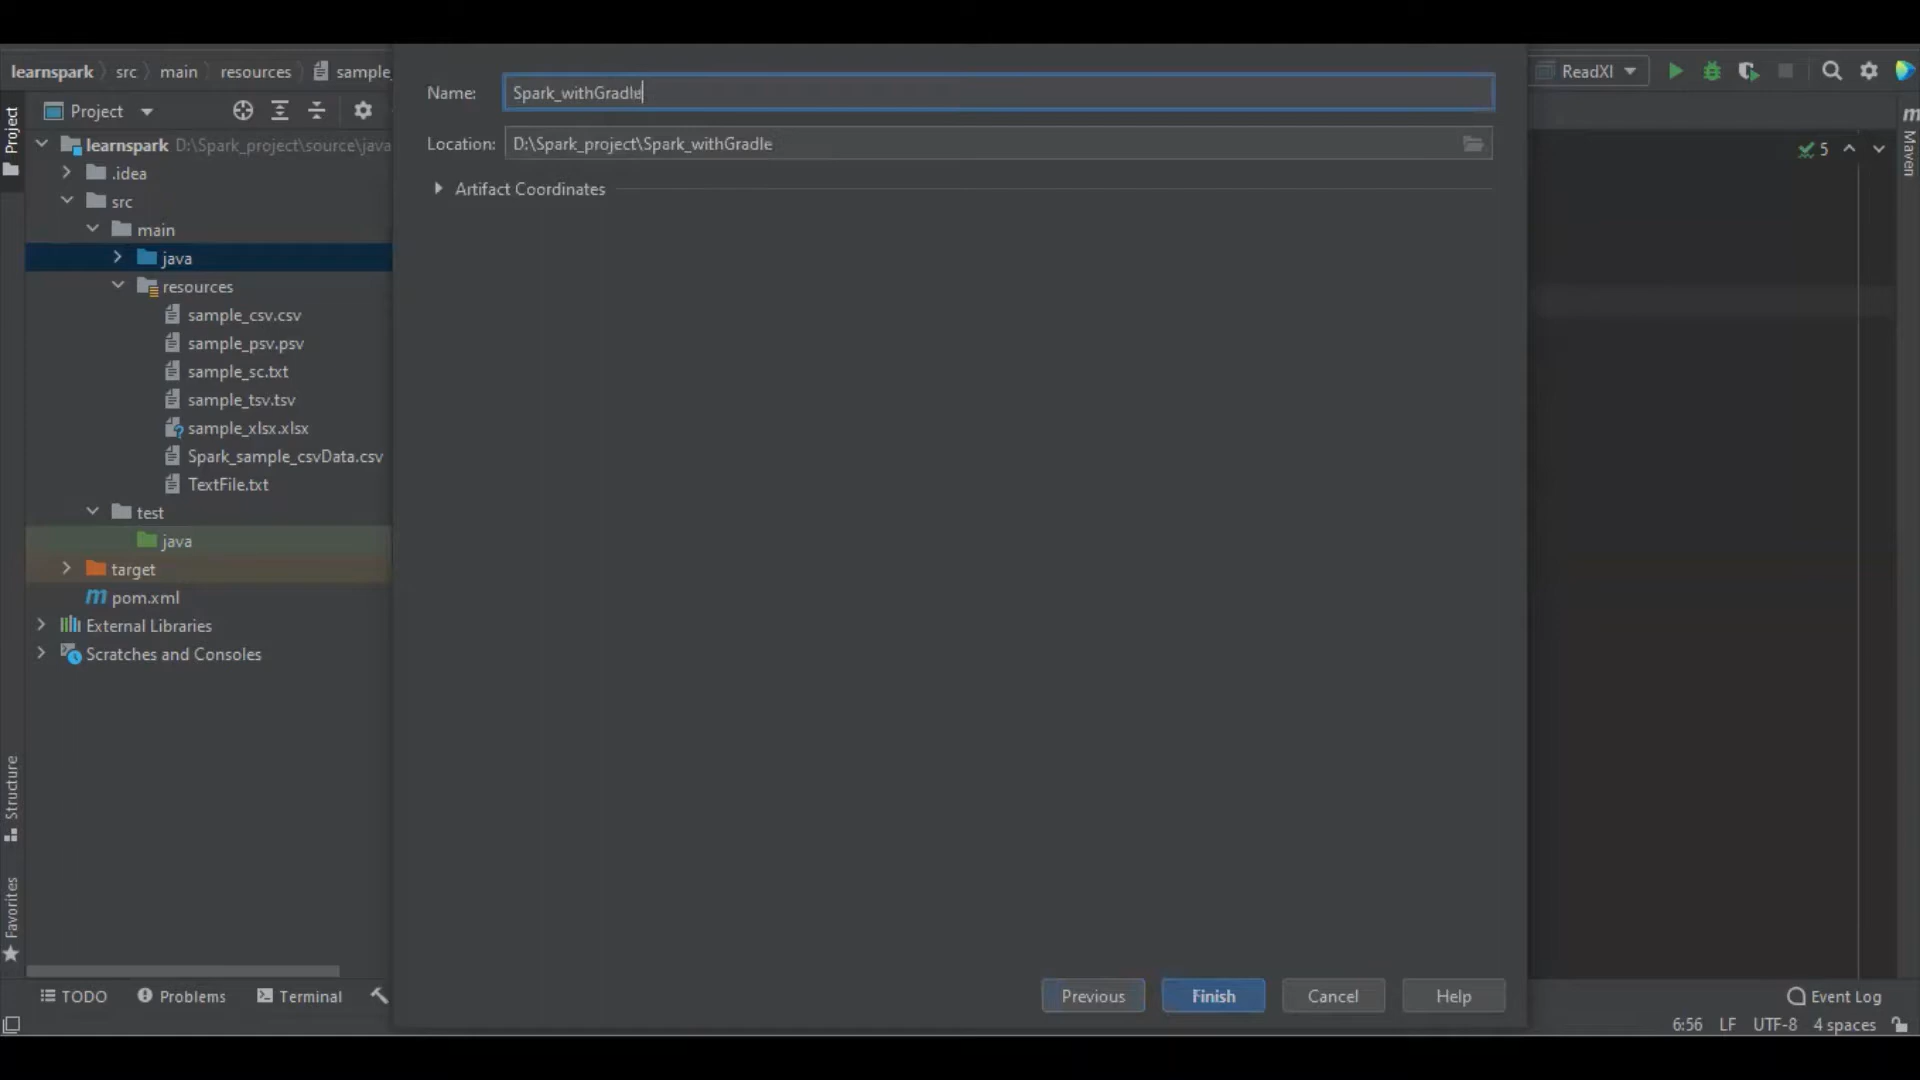 learnspark src main resources sample_
ReadXl
Project
Project
Name: Spark_withGradle
Location: D:\Spark_project\Spark_withGradle
Artifact Coordinates
learnspark D:\Spark_project\source\java
.idea
src
main
java
resources
sample_csv.csv
sample_psv.psv
sample_sc.txt
sample_tsv.tsv
sample_xlsx.xlsx
Spark_sample_csvData.csv
TextFile.txt
test
java
target
m pom.xml
External Libraries
Scratches and Consoles
5
m
Maven
Structure
Favorites
Previous Finish Cancel Help
TODO Problems Terminal
Event Log
6:56 LF UTF-8 4 spaces